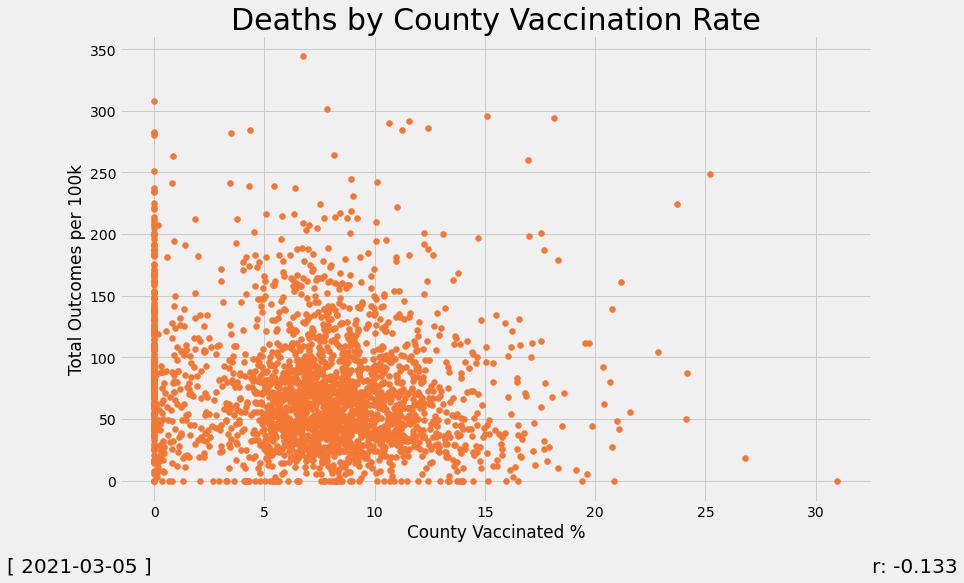 Deaths by County Vaccination Rate
Total Outcomes per 100k
350
300
250
200
150
100
50
0
0 5 10 15 20 25 30
County Vaccinated %
[ 2021-03-05 ]
r: -0.133